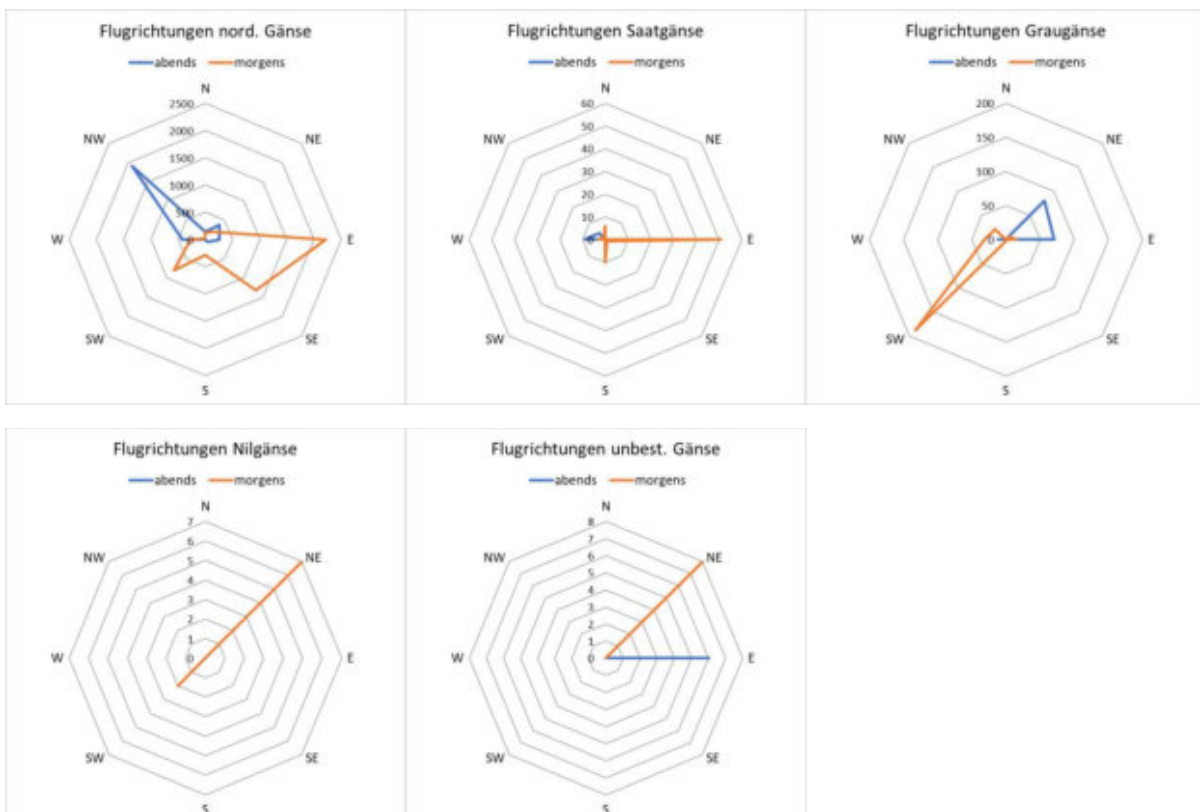 Flugrichtungen nord. Gänse
abends morgens
N
2500
2000
1500
1000
500
0
NW
NE
W
E
SW
SE
S
Flugrichtungen Saatgänse
abends morgens
N
60
50
40
30
20
10
0
NW
NE
W
E
SW
SE
S
Flugrichtungen Graugänse
abends morgens
N
200
150
100
50
0
NW
NE
W
E
SW
SE
S
Flugrichtungen Nilgänse
abends morgens
N
7
6
5
4
3
2
1
0
NW
NE
W
E
SW
SE
S
Flugrichtungen unbest. Gänse
abends morgens
N
8
7
6
5
4
3
2
1
0
NW
NE
W
E
SW
SE
S